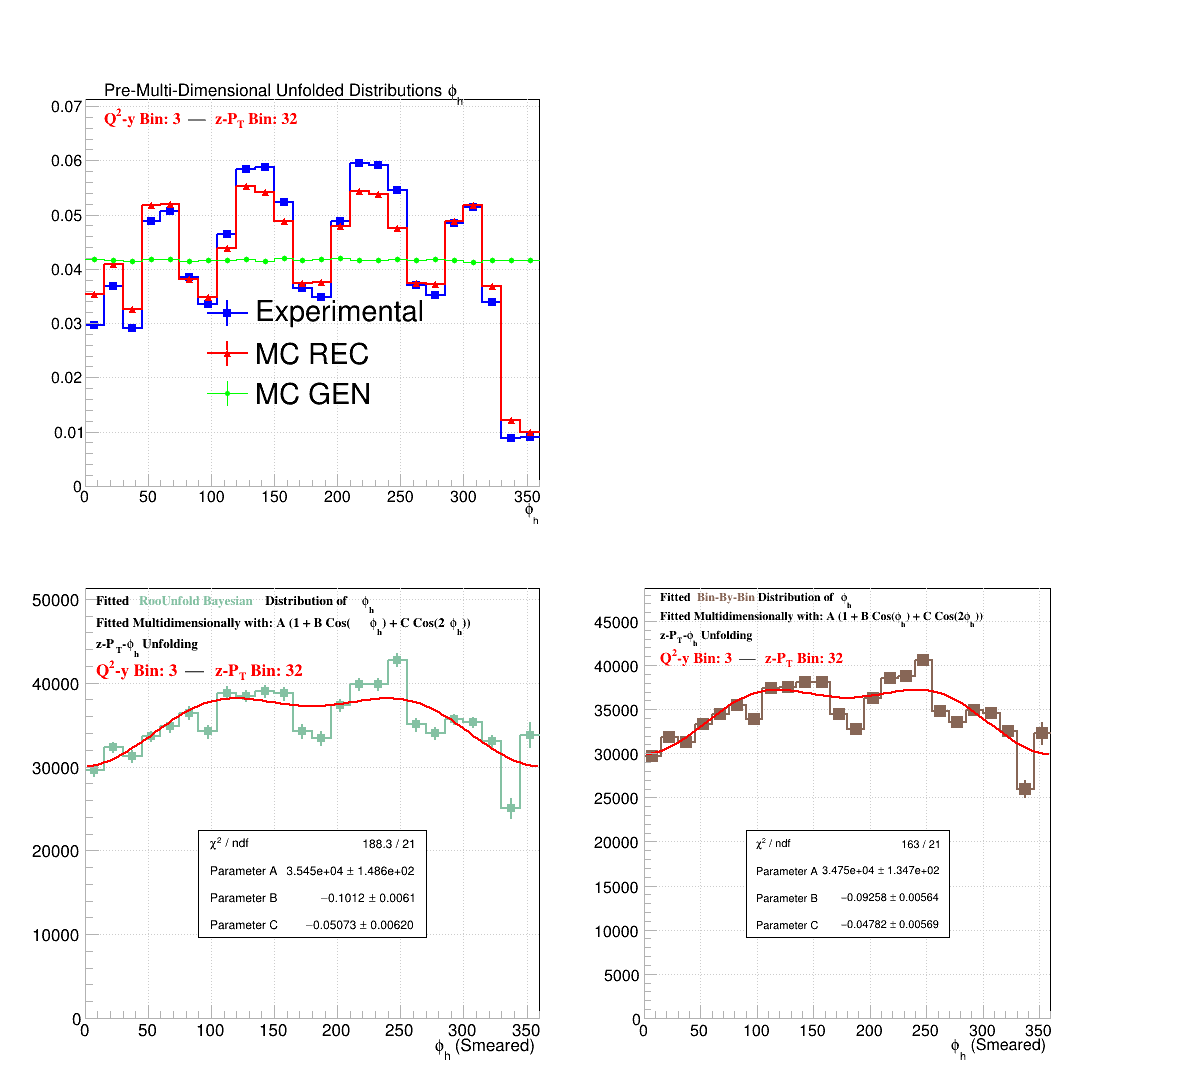 Pre-Multi-Dimensional Unfolded Distributions ϕh
Q2-y Bin: 3 — z-PT Bin: 32
0.07
0.06
0.05
0.04
0.03
0.02
0.01
0
Experimental
MC REC
MC GEN
0 50 100 150 200 250 300 350
ϕh
Fitted RooUnfold Bayesian Distribution of ϕh
Fitted Multidimensionally with: A (1 + B Cos( ϕh) + C Cos(2 ϕh))
z-PT-ϕh Unfolding
Q2-y Bin: 3 — z-PT Bin: 32
50000
40000
30000
20000
10000
0
χ2 / ndf 188.3 / 21
Parameter A 3.545e+04 ± 1.486e+02
Parameter B −0.1012 ± 0.0061
Parameter C −0.05073 ± 0.00620
0 50 100 150 200 250 300 350
ϕh (Smeared)
Fitted Bin-By-Bin Distribution of ϕh
Fitted Multidimensionally with: A (1 + B Cos(ϕh) + C Cos(2ϕh))
z-PT-ϕh Unfolding
Q2-y Bin: 3 — z-PT Bin: 32
45000
40000
35000
30000
25000
20000
15000
10000
5000
0
χ2 / ndf 163 / 21
Parameter A 3.475e+04 ± 1.347e+02
Parameter B −0.09258 ± 0.00564
Parameter C −0.04782 ± 0.00569
0 50 100 150 200 250 300 350
ϕh (Smeared)